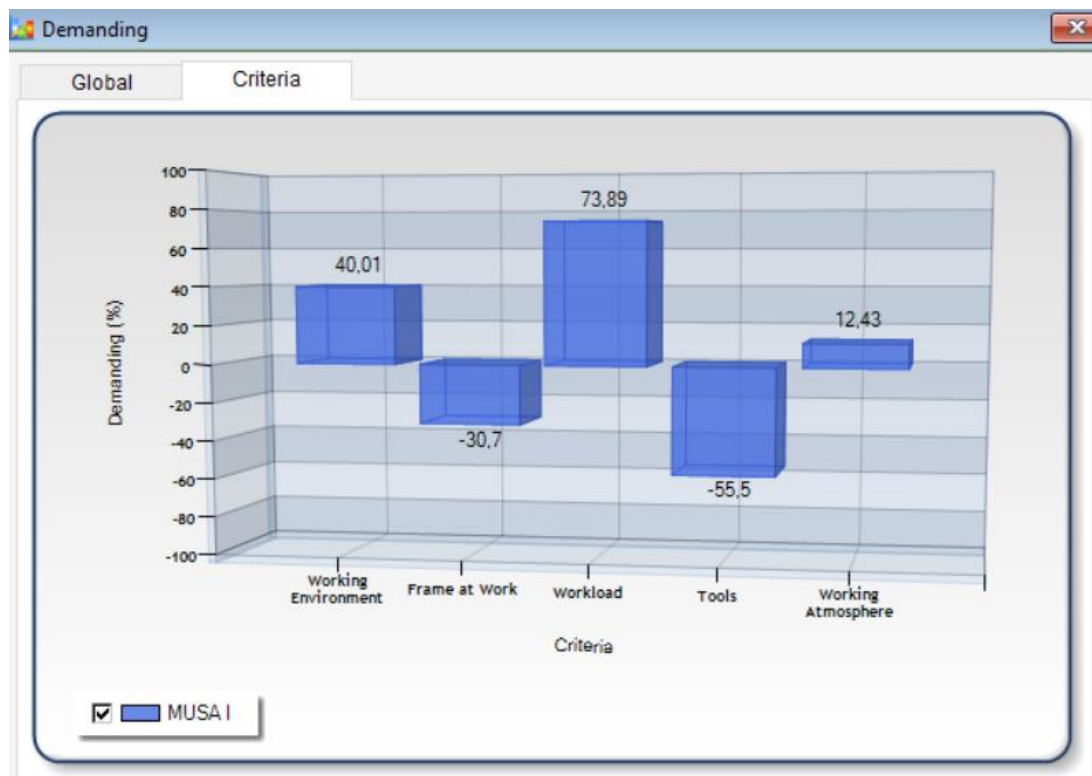 Demanding
Global
Criteria
100
80
60
40
20
0
-20
-40
-60
-80
-100
Demanding (%)
40,01
-30,7
73,89
-55,5
12,43
Working
Environment
Frame at Work
Workload
Tools
Working
Atmosphere
Criteria
MUSA I